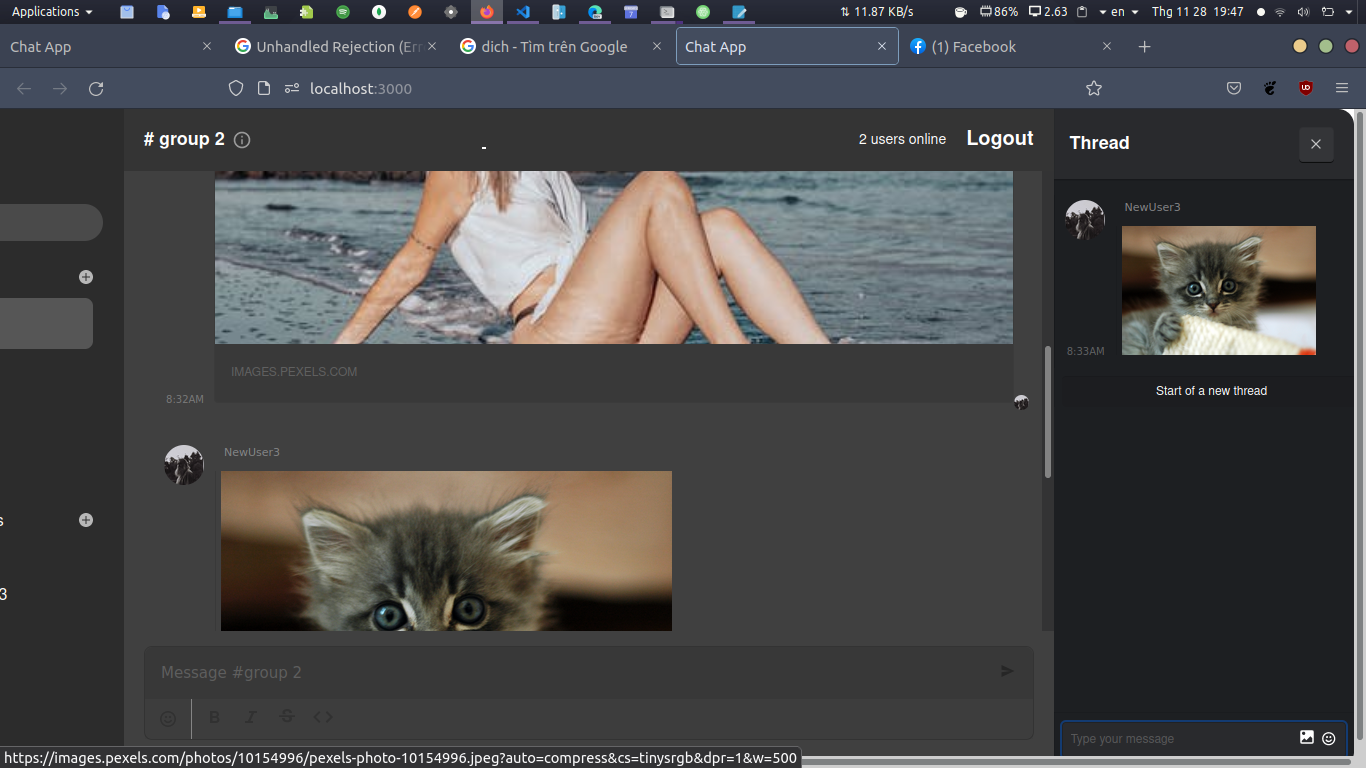 Applications
⇅ 11.87 KB/s
86%
2.63
en
Thg 11 28 19:47
Chat App
Unhandled Rejection (Err
dich - Tìm trên Google
Chat App
(1) Facebook
localhost:3000
# group 2
2 users online
Logout
Thread
NewUser3
8:33AM
Start of a new thread
IMAGES.PEXELS.COM
8:32AM
NewUser3
s
3
Message #group 2
B I S <>
Type your message
https://images.pexels.com/photos/10154996/pexels-photo-10154996.jpeg?auto=compress&cs=tinysrgb&dpr=1&w=500